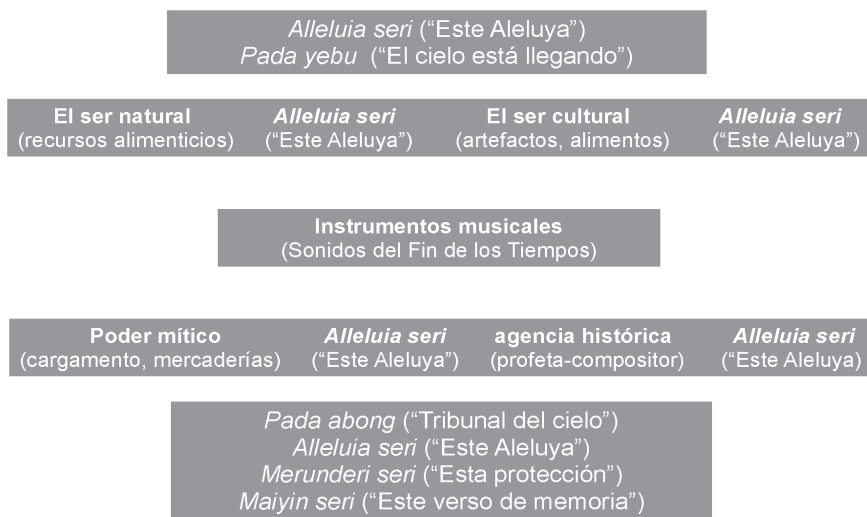 Alleluia seri (“Este Aleluya”)
Pada yebu (“El cielo está llegando”)
El ser natural Alleluia seri El ser cultural Alleluia seri
(recursos alimenticios) (“Este Aleluya”) (artefactos, alimentos) (“Este Aleluya”)
Instrumentos musicales
(Sonidos del Fin de los Tiempos)
Poder mítico Alleluia seri agencia histórica Alleluia seri
(cargamento, mercaderías) (“Este Aleluya”) (profeta-compositor) (“Este Aleluya)
Pada abong (“Tribunal del cielo”)
Alleluia seri (“Este Aleluya”)
Merunderi seri (“Esta protección”)
Maiyin seri (“Este verso de memoria”)